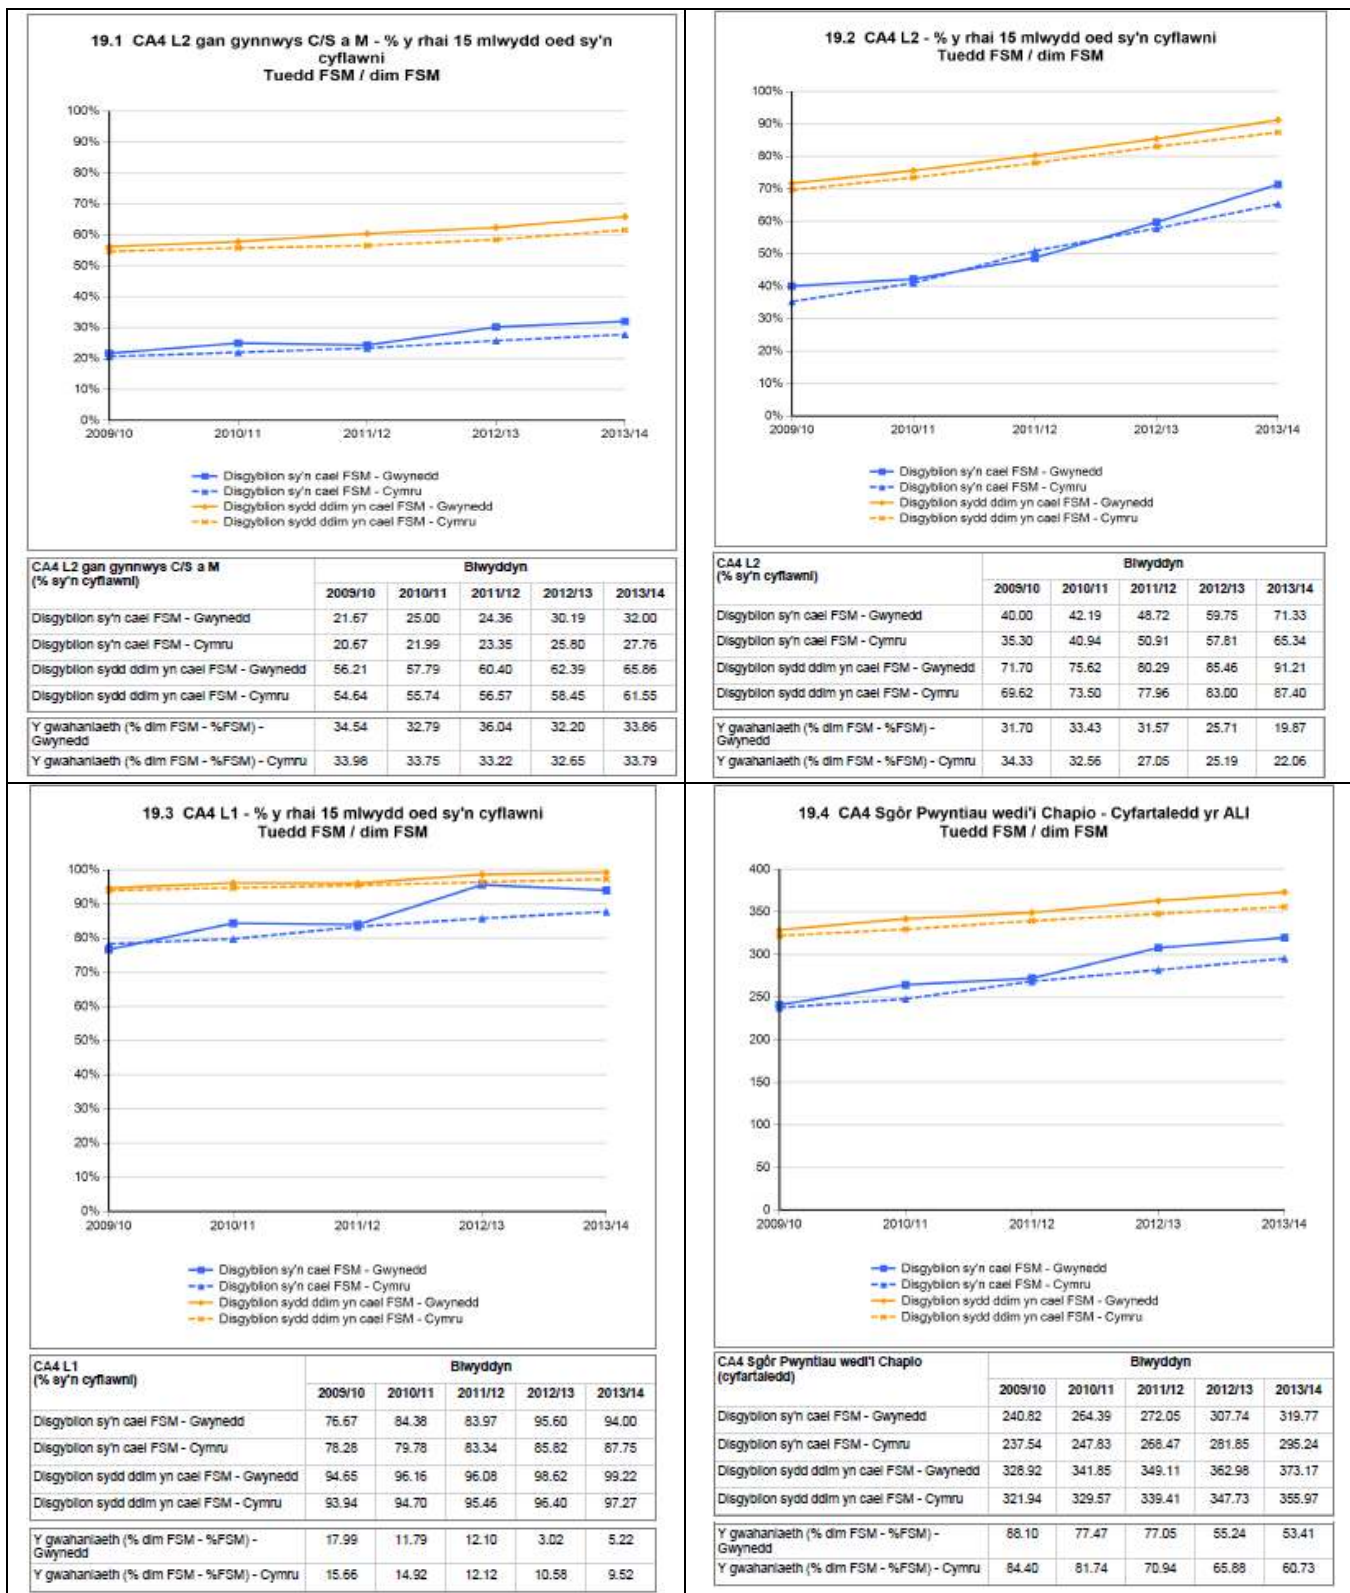 19.1 CA4 L2 gan gynnwys C/S a M - % y rhai 15 mlwydd oed sy'n
cyflawni
Tuedd FSM / dim FSM
100%
90%
80%
70%
60%
50%
40%
30%
20%
10%
0%
2009/10 2010/11 2011/12 2012/13 2013/14
Disgyblion sy'n cael FSM - Gwynedd
Disgyblion sy'n cael FSM - Cymru
Disgyblion sydd ddim yn cael FSM - Gwynedd
Disgyblion sydd ddim yn cael FSM - Cymru
CA4 L2 gan gynnwys C/S a M
(% sy'n cyflawni)
Blwyddyn
2009/10 2010/11 2011/12 2012/13 2013/14
Disgyblion sy'n cael FSM - Gwynedd 21.67 25.00 24.36 30.19 32.00
Disgyblion sy'n cael FSM - Cymru 20.67 21.99 23.35 25.80 27.76
Disgyblion sydd ddim yn cael FSM - Gwynedd 56.21 57.79 60.40 62.39 65.86
Disgyblion sydd ddim yn cael FSM - Cymru 54.64 55.74 56.57 58.45 61.55
Y gwahaniaeth (% dim FSM - %FSM) -
Gwynedd 34.54 32.79 36.04 32.20 33.86
Y gwahaniaeth (% dim FSM - %FSM) - Cymru 33.98 33.75 33.22 32.65 33.79
19.2 CA4 L2 - % y rhai 15 mlwydd oed sy'n cyflawni
Tuedd FSM / dim FSM
100%
90%
80%
70%
60%
50%
40%
30%
20%
10%
0%
2009/10 2010/11 2011/12 2012/13 2013/14
Disgyblion sy'n cael FSM - Gwynedd
Disgyblion sy'n cael FSM - Cymru
Disgyblion sydd ddim yn cael FSM - Gwynedd
Disgyblion sydd ddim yn cael FSM - Cymru
CA4 L2
(% sy'n cyflawni)
Blwyddyn
2009/10 2010/11 2011/12 2012/13 2013/14
Disgyblion sy'n cael FSM - Gwynedd 40.00 42.19 48.72 59.75 71.33
Disgyblion sy'n cael FSM - Cymru 35.30 40.94 50.91 57.81 65.34
Disgyblion sydd ddim yn cael FSM - Gwynedd 71.70 75.62 80.29 85.46 91.21
Disgyblion sydd ddim yn cael FSM - Cymru 69.62 73.50 77.96 83.00 87.40
Y gwahaniaeth (% dim FSM - %FSM) -
Gwynedd 31.70 33.43 31.57 25.71 19.87
Y gwahaniaeth (% dim FSM - %FSM) - Cymru 34.33 32.56 27.05 25.19 22.06
19.3 CA4 L1 - % y rhai 15 mlwydd oed sy'n cyflawni
Tuedd FSM / dim FSM
100%
90%
80%
70%
60%
50%
40%
30%
20%
10%
0%
2009/10 2010/11 2011/12 2012/13 2013/14
Disgyblion sy'n cael FSM - Gwynedd
Disgyblion sy'n cael FSM - Cymru
Disgyblion sydd ddim yn cael FSM - Gwynedd
Disgyblion sydd ddim yn cael FSM - Cymru
CA4 L1
(% sy'n cyflawni)
Blwyddyn
2009/10 2010/11 2011/12 2012/13 2013/14
Disgyblion sy'n cael FSM - Gwynedd 76.67 84.38 83.97 95.60 94.00
Disgyblion sy'n cael FSM - Cymru 78.28 79.78 83.34 85.82 87.75
Disgyblion sydd ddim yn cael FSM - Gwynedd 94.65 96.16 96.08 98.62 99.22
Disgyblion sydd ddim yn cael FSM - Cymru 93.94 94.70 95.46 96.40 97.27
Y gwahaniaeth (% dim FSM - %FSM) -
Gwynedd 17.99 11.79 12.10 3.02 5.22
Y gwahaniaeth (% dim FSM - %FSM) - Cymru 15.66 14.92 12.12 10.58 9.52
19.4 CA4 Sgôr Pwyntiau wedi'i Chapio - Cyfartaledd yr ALI
Tuedd FSM / dim FSM
400
350
300
250
200
150
100
50
0
2009/10 2010/11 2011/12 2012/13 2013/14
Disgyblion sy'n cael FSM - Gwynedd
Disgyblion sy'n cael FSM - Cymru
Disgyblion sydd ddim yn cael FSM - Gwynedd
Disgyblion sydd ddim yn cael FSM - Cymru
CA4 Sgôr Pwyntiau wedi'i Chapio
(cyfartaledd)
Blwyddyn
2009/10 2010/11 2011/12 2012/13 2013/14
Disgyblion sy'n cael FSM - Gwynedd 240.82 264.39 272.05 307.74 319.77
Disgyblion sy'n cael FSM - Cymru 237.54 247.83 268.47 281.85 295.24
Disgyblion sydd ddim yn cael FSM - Gwynedd 328.92 341.85 349.11 362.98 373.17
Disgyblion sydd ddim yn cael FSM - Cymru 321.94 329.57 339.41 347.73 355.97
Y gwahaniaeth (% dim FSM - %FSM) -
Gwynedd 88.10 77.47 77.05 55.24 53.41
Y gwahaniaeth (% dim FSM - %FSM) - Cymru 84.40 81.74 70.94 65.88 60.73